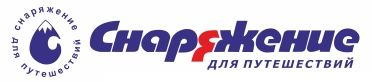 снаряжение
для путешествий
Снаряжение
ДЛЯ ПУТЕШЕСТВИЙ